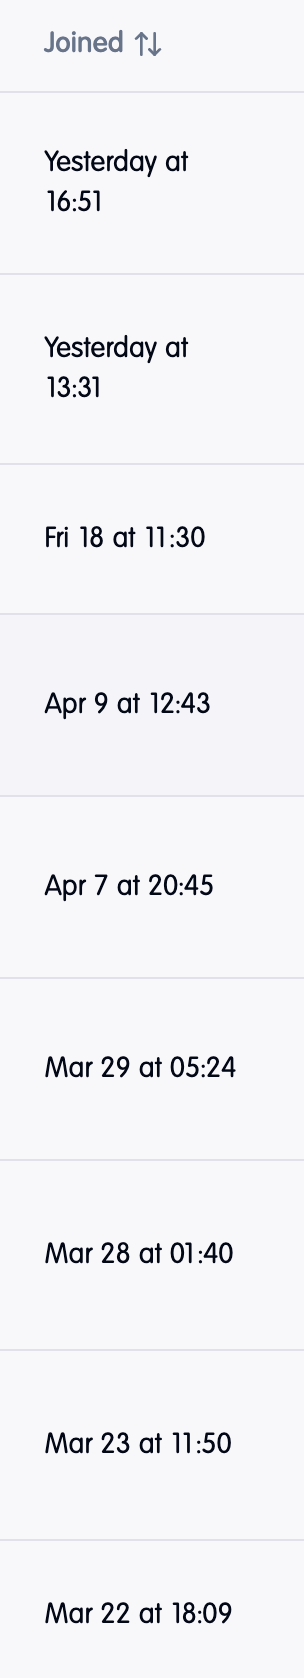 Joined
Yesterday at
16:51
Yesterday at
13:31
Fri 18 at 11:30
Apr 9 at 12:43
Apr 7 at 20:45
Mar 29 at 05:24
Mar 28 at 01:40
Mar 23 at 11:50
Mar 22 at 18:09